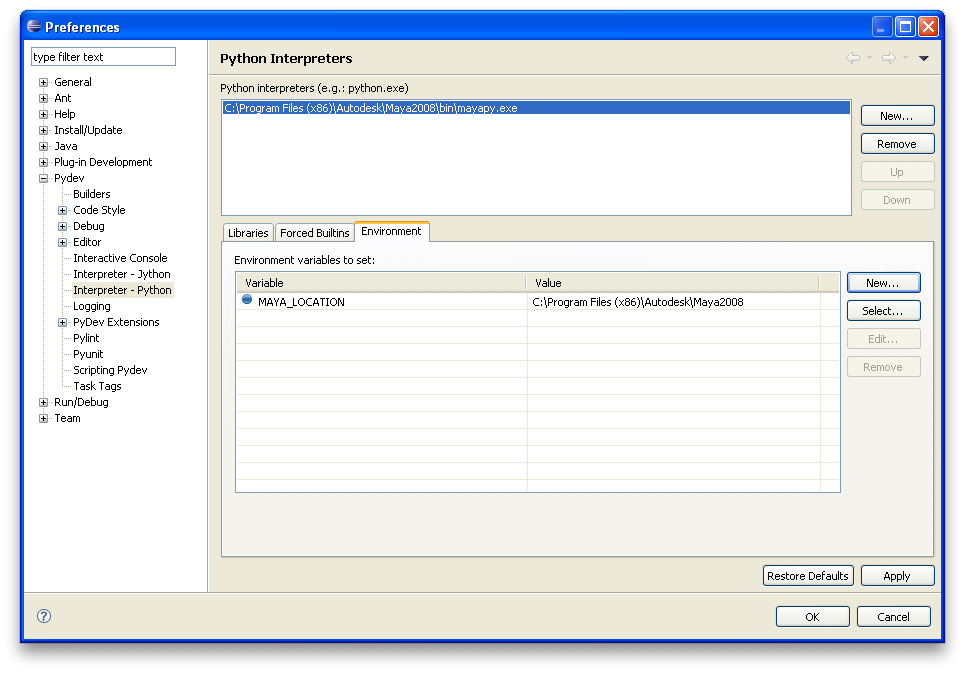 Preferences
type filter text
General
Ant
Help
Install/Update
Java
Plug-in Development
Pydev
Builders
Code Style
Debug
Editor
Interactive Console
Interpreter - Jython
Interpreter - Python
Logging
PyDev Extensions
Pylint
Pyunit
Scripting Pydev
Task Tags
Run/Debug
Team
Python Interpreters
Python interpreters (e.g.: python.exe)
C:\Program Files (x86)\Autodesk\Maya2008\bin\mayapy.exe
New...
Remove
Up
Down
Libraries Forced Builtins Environment
Environment variables to set:
Variable Value
MAYA_LOCATION C:\Program Files (x86)\Autodesk\Maya2008
New...
Select...
Edit...
Remove
Restore Defaults Apply
? OK Cancel